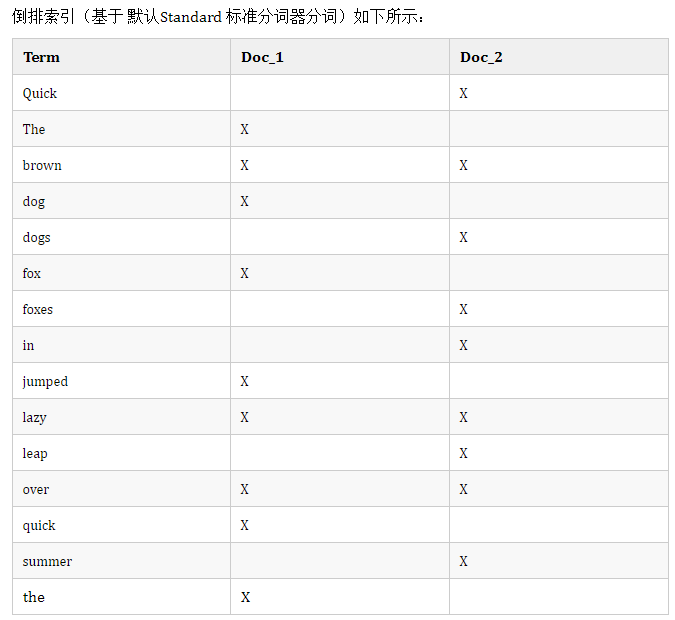 倒排索引（基于 默认Standard 标准分词器分词）如下所示：
Term Doc_1 Doc_2
Quick X
The X
brown X X
dog X
dogs X
fox X
foxes X
in X
jumped X
lazy X X
leap X
over X X
quick X
summer X
the X